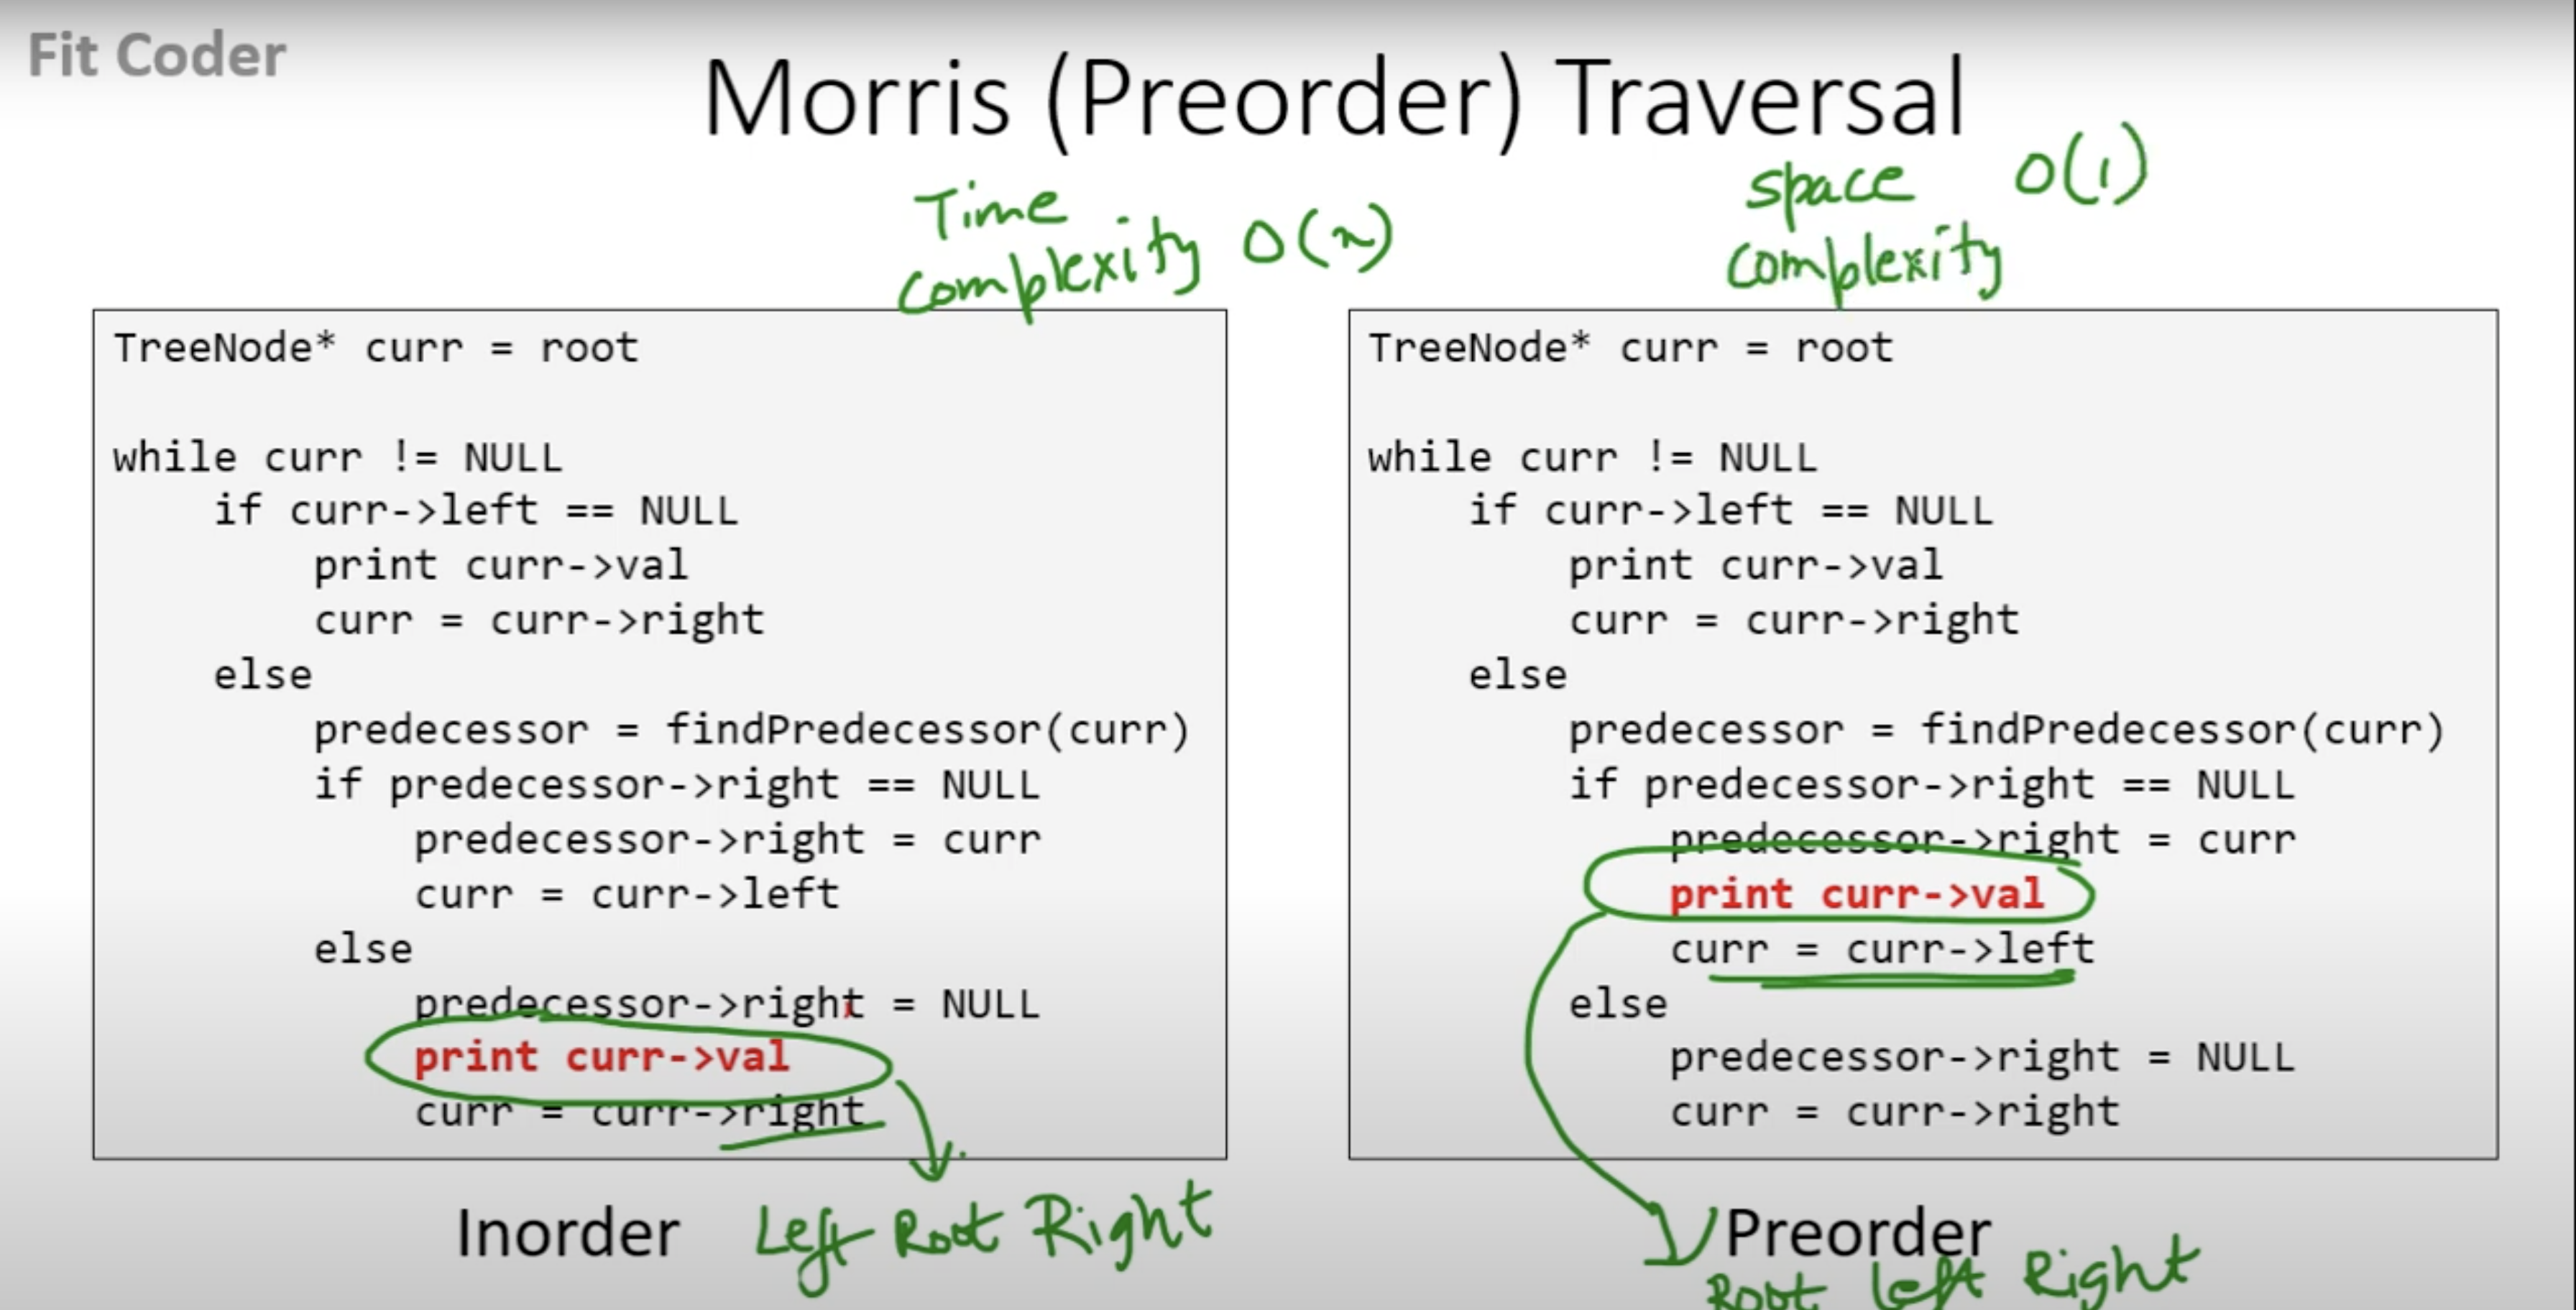 Fit Coder
Morris (Preorder) Traversal
Time
complexity O(n)
space O(1)
complexity
TreeNode* curr = root
while curr != NULL
if curr->left == NULL
print curr->val
curr = curr->right
else
predecessor = findPredecessor(curr)
if predecessor->right == NULL
predecessor->right = curr
curr = curr->left
else
predecessor->right = NULL
print curr->val
curr = curr->right
Inorder Left Root Right
TreeNode* curr = root
while curr != NULL
if curr->left == NULL
print curr->val
curr = curr->right
else
predecessor = findPredecessor(curr)
if predecessor->right == NULL
predecessor->right = curr
print curr->val
curr = curr->left
else
predecessor->right = NULL
curr = curr->right
Preorder
Root Left Right